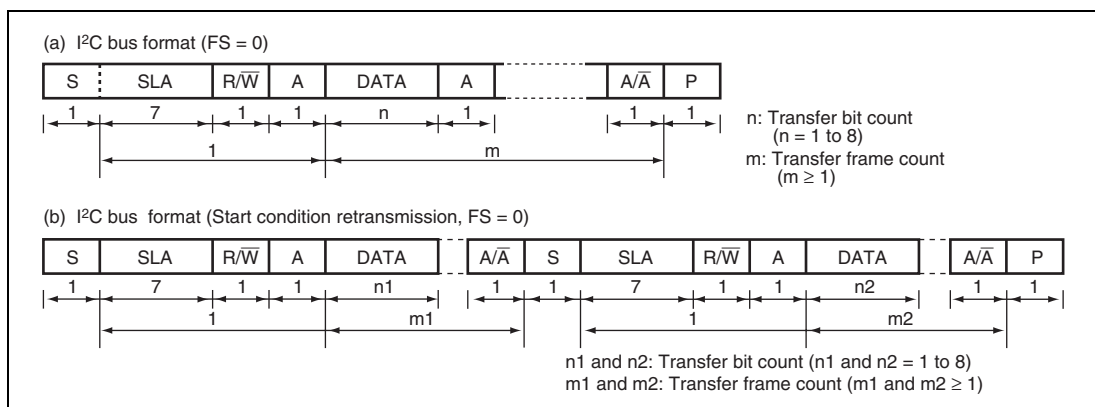 (a) I²C bus format (FS = 0)
S SLA R/W̅ A DATA A A/A̅ P
1 7 1 1 n 1 1 1
1 m
n: Transfer bit count
(n = 1 to 8)
m: Transfer frame count
(m ≥ 1)
(b) I²C bus format (Start condition retransmission, FS = 0)
S SLA R/W̅ A DATA A/A̅ S SLA R/W̅ A DATA A/A̅ P
1 7 1 1 n1 1 1 7 1 1 n2 1 1
1 m1 1 m2
n1 and n2: Transfer bit count (n1 and n2 = 1 to 8)
m1 and m2: Transfer frame count (m1 and m2 ≥ 1)